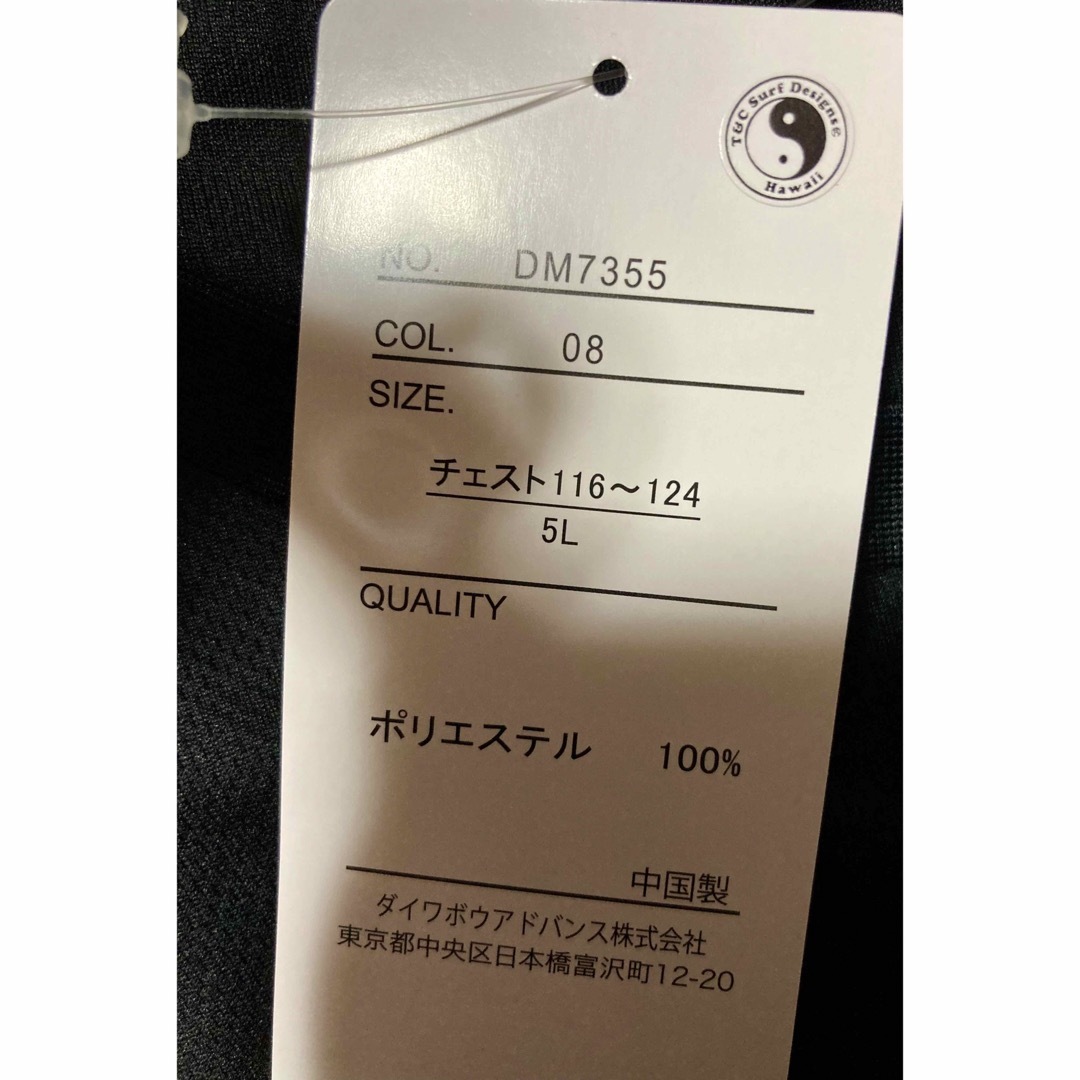 T&C Surf Designs®
Hawaii
NO. DM7355
COL. 08
SIZE.
チェスト116～124
5L
QUALITY
ポリエステル 100%
中国製
ダイワボウアドバンス株式会社
東京都中央区日本橋富沢町12-20